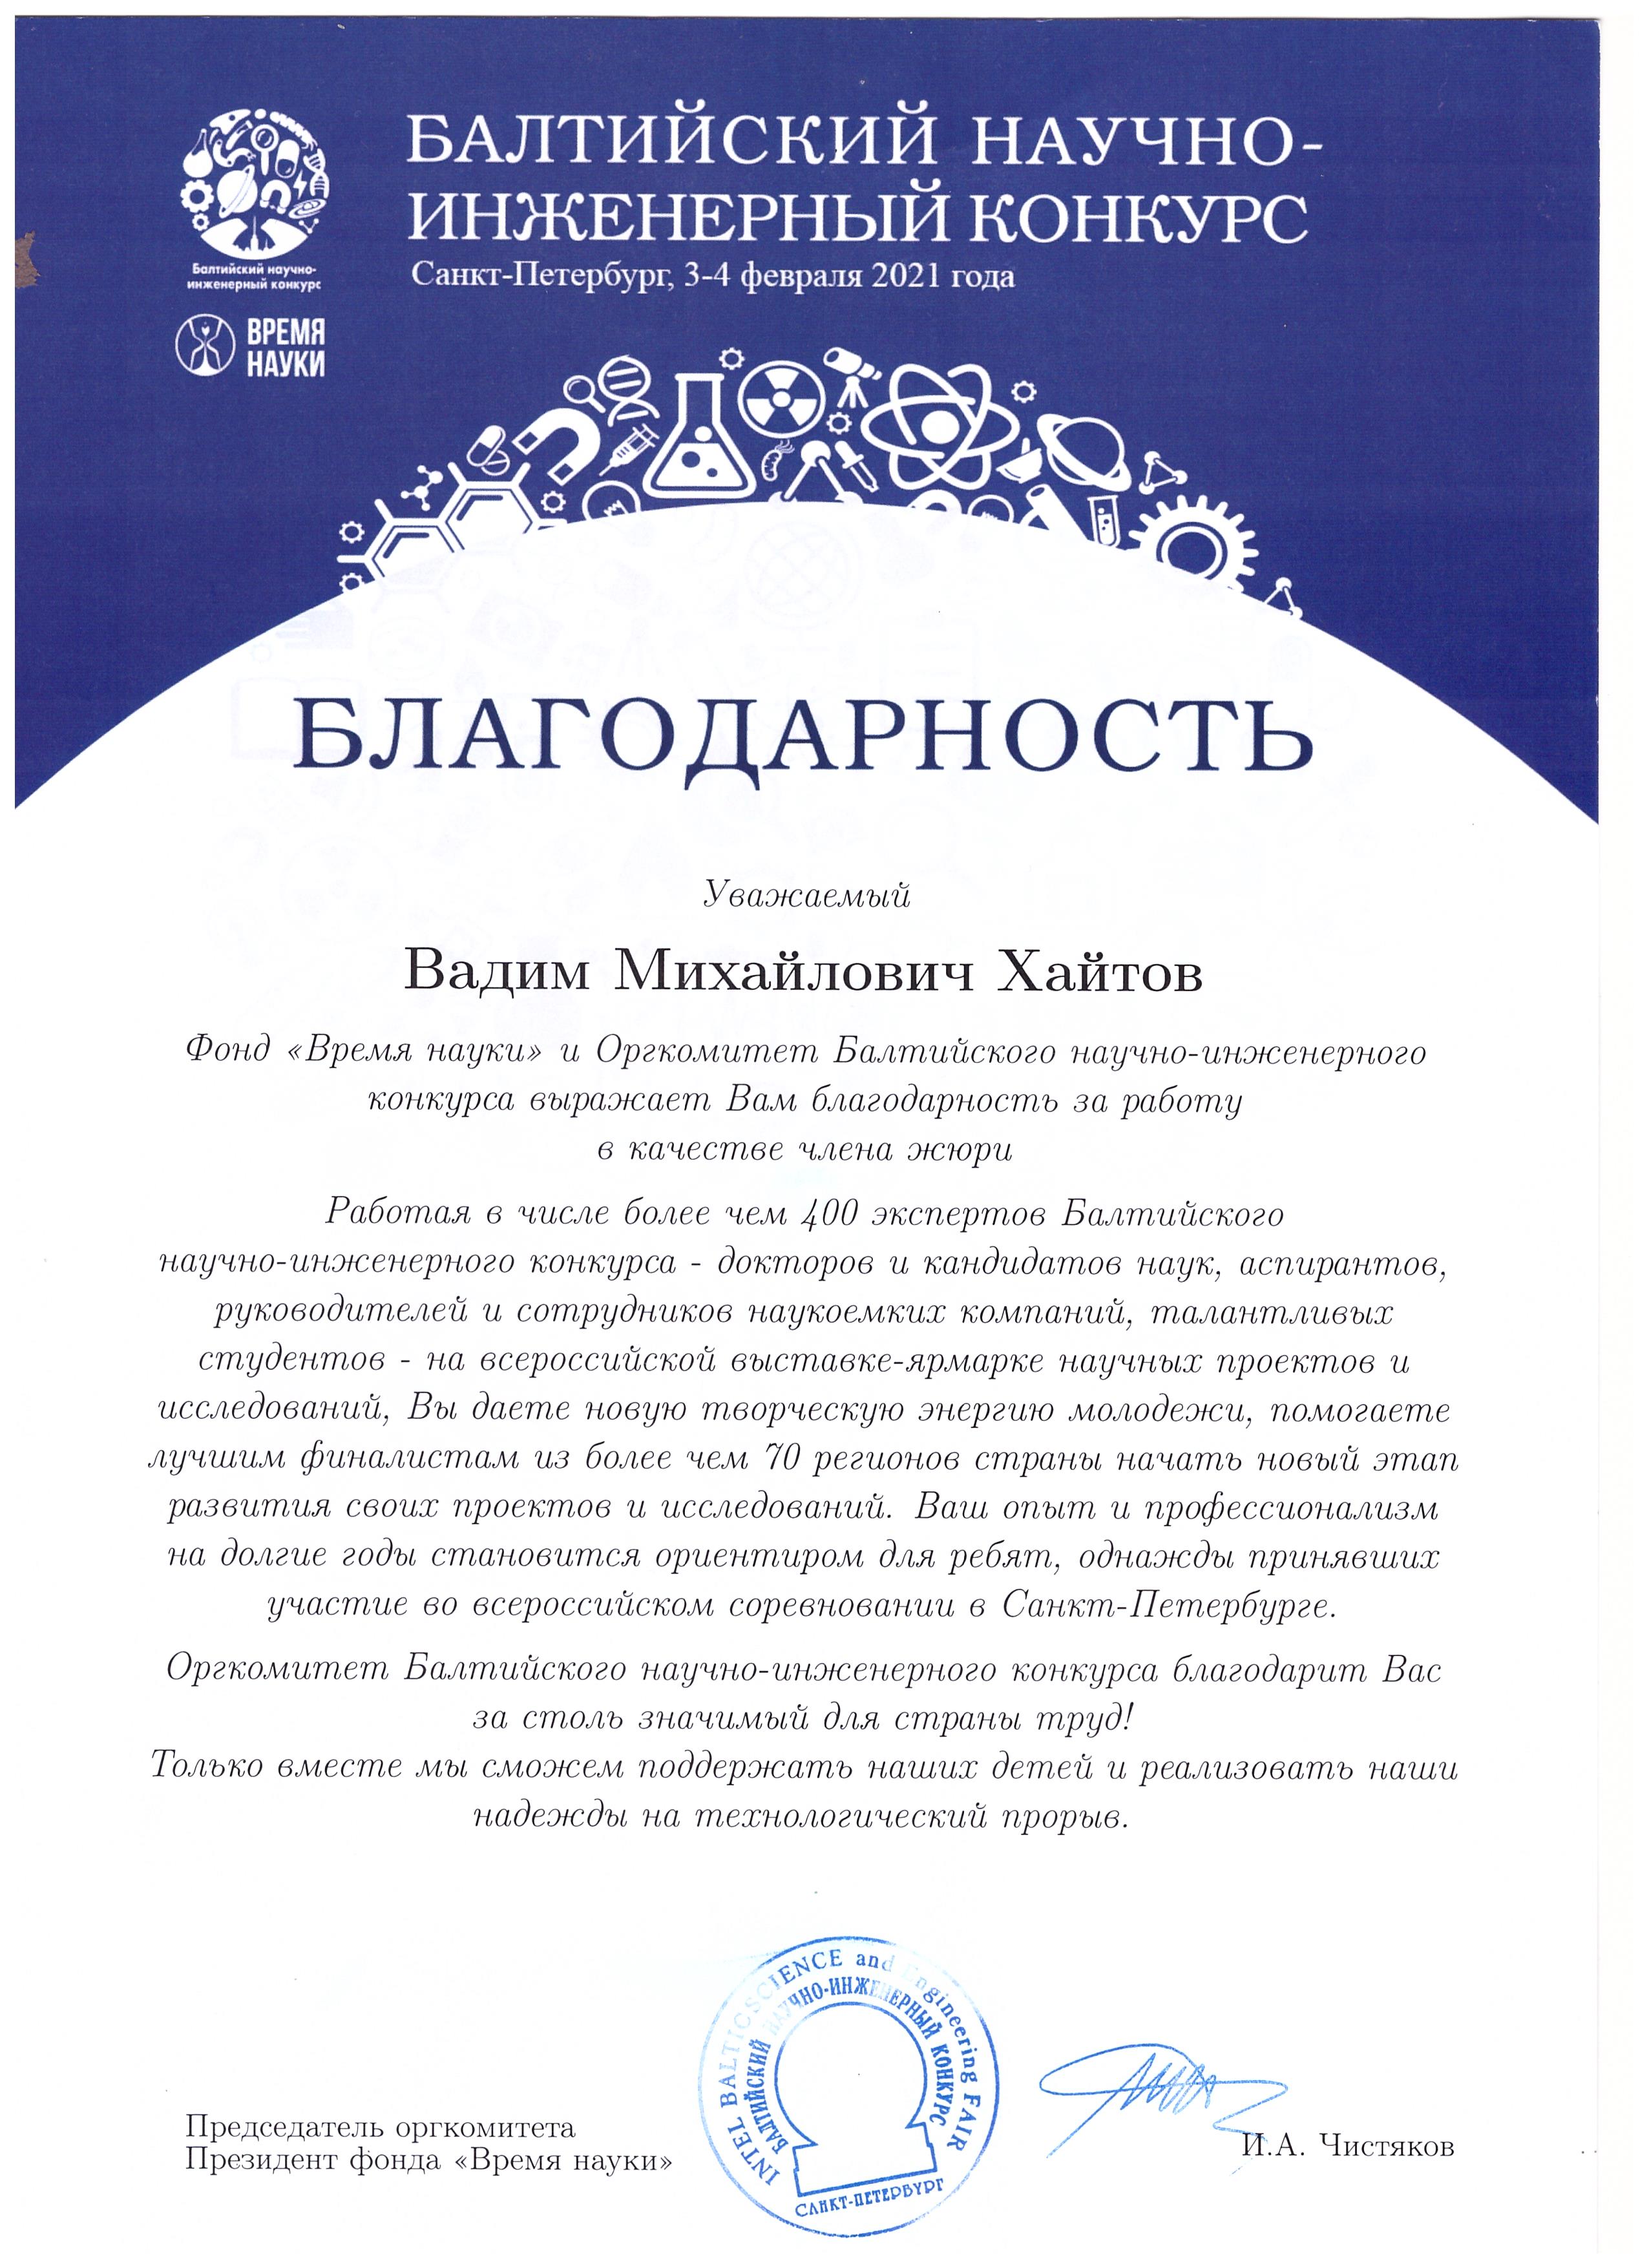 БАЛТИЙСКИЙ НАУЧНО-
ИНЖЕНЕРНЫЙ КОНКУРС
Санкт-Петербург, 3-4 февраля 2021 года
Балтийский научно-
инженерный конкурс
ВРЕМЯ
НАУКИ
БЛАГОДАРНОСТЬ
Уважаемый
Вадим Михайлович Хайтов
Фонд «Время науки» и Оргкомитет Балтийского научно-инженерного
конкурса выражает Вам благодарность за работу
в качестве члена жюри
Работая в числе более чем 400 экспертов Балтийского
научно-инженерного конкурса - докторов и кандидатов наук, аспирантов,
руководителей и сотрудников наукоемких компаний, талантливых
студентов - на всероссийской выставке-ярмарке научных проектов и
исследований, Вы даете новую творческую энергию молодежи, помогаете
лучшим финалистам из более чем 70 регионов страны начать новый этап
развития своих проектов и исследований. Ваш опыт и профессионализм
на долгие годы становится ориентиром для ребят, однажды принявших
участие во всероссийском соревновании в Санкт-Петербурге.
Оргкомитет Балтийского научно-инженерного конкурса благодарит Вас
за столь значимый для страны труд!
Только вместе мы сможем поддержать наших детей и реализовать наши
надежды на технологический прорыв.
INTEL BALTIC SCIENCE and Engineering FAIR
БАЛТИЙСКИЙ НАУЧНО-ИНЖЕНЕРНЫЙ КОНКУРС
САНКТ-ПЕТЕРБУРГ
Председатель оргкомитета
Президент фонда «Время науки»
И.А. Чистяков